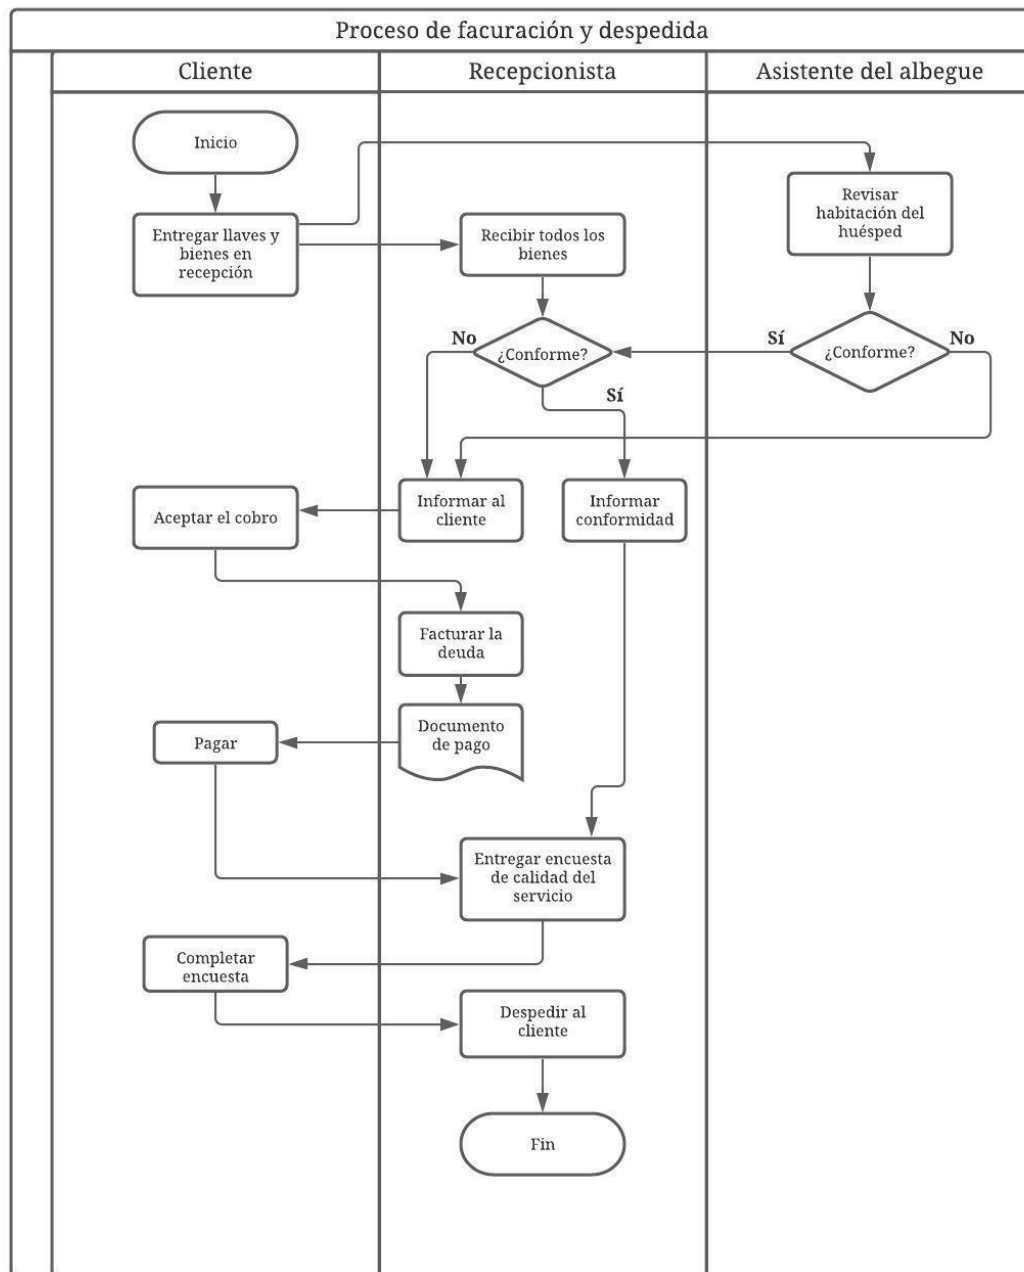 Proceso de facuración y despedida
Cliente
Recepcionista
Asistente del albegue
Inicio
Revisar
habitación del
huésped
Entregar llaves y
bienes en
recepción
Recibir todos los
bienes
No
¿Conforme?
Sí
Sí
¿Conforme?
No
Informar al
cliente
Informar
conformidad
Aceptar el cobro
Facturar la
deuda
Documento
de pago
Pagar
Entregar encuesta
de calidad del
servicio
Completar
encuesta
Despedir al
cliente
Fin